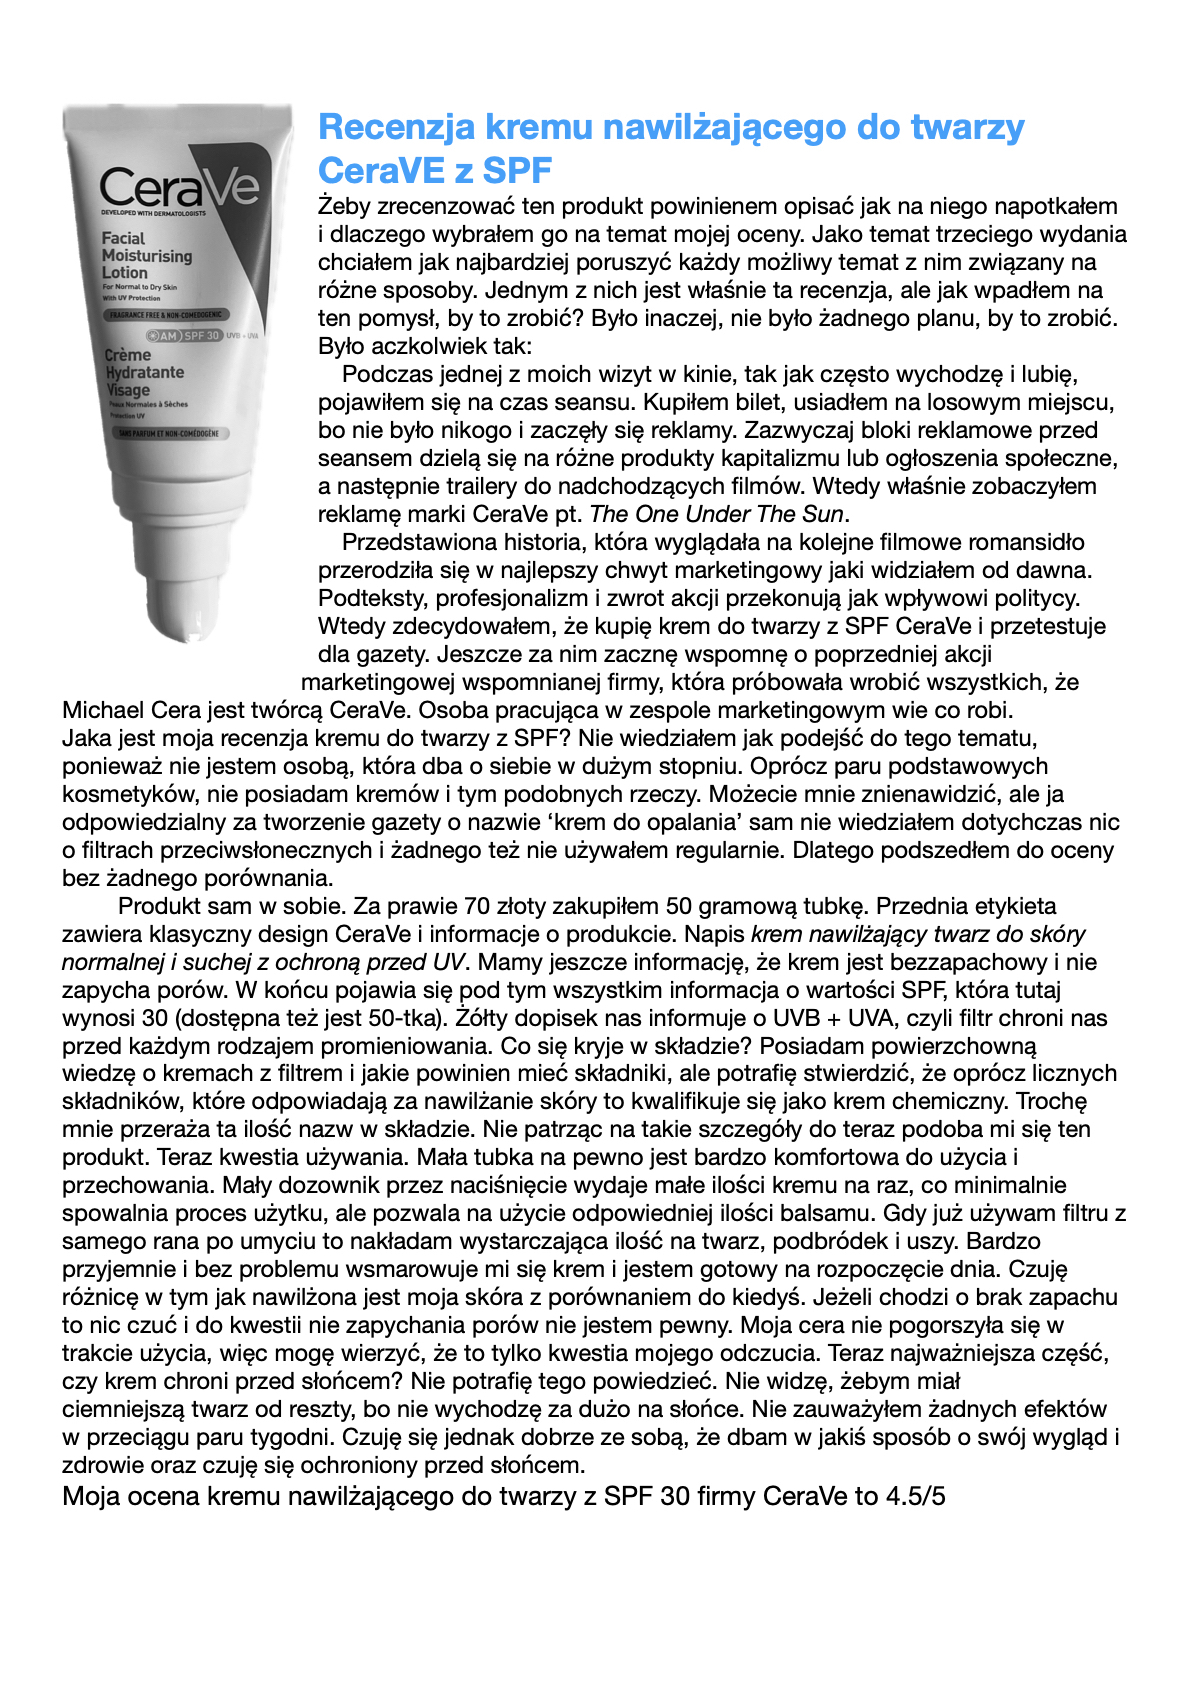 CeraVe
DEVELOPED WITH DERMATOLOGISTS
Facial
Moisturising
Lotion
For Normal to Dry Skin
With UV Protection
FRAGRANCE FREE & NON-COMEDOGENIC
AM SPF 30 UVB + UVA
Crème
Hydratante
Visage
Peaux Normales à Sèches
Protection UV
SANS PARFUM ET NON-COMÉDOGÈNE
Recenzja kremu nawilżającego do twarzy
CeraVE z SPF
Żeby zrecenzować ten produkt powinienem opisać jak na niego napotkałem
i dlaczego wybrałem go na temat mojej oceny. Jako temat trzeciego wydania
chciałem jak najbardziej poruszyć każdy możliwy temat z nim związany na
różne sposoby. Jednym z nich jest właśnie ta recenzja, ale jak wpadłem na
ten pomysł, by to zrobić? Było inaczej, nie było żadnego planu, by to zrobić.
Było aczkolwiek tak:
Podczas jednej z moich wizyt w kinie, tak jak często wychodzę i lubię,
pojawiłem się na czas seansu. Kupiłem bilet, usiadłem na losowym miejscu,
bo nie było nikogo i zaczęły się reklamy. Zazwyczaj bloki reklamowe przed
seansem dzielą się na różne produkty kapitalizmu lub ogłoszenia społeczne,
a następnie trailery do nadchodzących filmów. Wtedy właśnie zobaczyłem
reklamę marki CeraVe pt. The One Under The Sun.
Przedstawiona historia, która wyglądała na kolejne filmowe romansidło
przerodziła się w najlepszy chwyt marketingowy jaki widziałem od dawna.
Podteksty, profesjonalizm i zwrot akcji przekonują jak wpływowi politycy.
Wtedy zdecydowałem, że kupię krem do twarzy z SPF CeraVe i przetestuje
dla gazety. Jeszcze za nim zacznę wspomnę o poprzedniej akcji
marketingowej wspomnianej firmy, która próbowała wrobić wszystkich, że
Michael Cera jest twórcą CeraVe. Osoba pracująca w zespole marketingowym wie co robi.
Jaka jest moja recenzja kremu do twarzy z SPF? Nie wiedziałem jak podejść do tego tematu,
ponieważ nie jestem osobą, która dba o siebie w dużym stopniu. Oprócz paru podstawowych
kosmetyków, nie posiadam kremów i tym podobnych rzeczy. Możecie mnie znienawidzić, ale ja
odpowiedzialny za tworzenie gazety o nazwie ‘krem do opalania’ sam nie wiedziałem dotychczas nic
o filtrach przeciwsłonecznych i żadnego też nie używałem regularnie. Dlatego podszedłem do oceny
bez żadnego porównania.
Produkt sam w sobie. Za prawie 70 złoty zakupiłem 50 gramową tubkę. Przednia etykieta
zawiera klasyczny design CeraVe i informacje o produkcie. Napis krem nawilżający twarz do skóry
normalnej i suchej z ochroną przed UV. Mamy jeszcze informację, że krem jest bezzapachowy i nie
zapycha porów. W końcu pojawia się pod tym wszystkim informacja o wartości SPF, która tutaj
wynosi 30 (dostępna też jest 50-tka). Żółty dopisek nas informuje o UVB + UVA, czyli filtr chroni nas
przed każdym rodzajem promieniowania. Co się kryje w składzie? Posiadam powierzchowną
wiedzę o kremach z filtrem i jakie powinien mieć składniki, ale potrafię stwierdzić, że oprócz licznych
składników, które odpowiadają za nawilżanie skóry to kwalifikuje się jako krem chemiczny. Trochę
mnie przeraża ta ilość nazw w składzie. Nie patrząc na takie szczegóły do teraz podoba mi się ten
produkt. Teraz kwestia używania. Mała tubka na pewno jest bardzo komfortowa do użycia i
przechowania. Mały dozownik przez naciśnięcie wydaje małe ilości kremu na raz, co minimalnie
spowalnia proces użytku, ale pozwala na użycie odpowiedniej ilości balsamu. Gdy już używam filtru z
samego rana po umyciu to nakładam wystarczająca ilość na twarz, podbródek i uszy. Bardzo
przyjemnie i bez problemu wsmarowuje mi się krem i jestem gotowy na rozpoczęcie dnia. Czuję
różnicę w tym jak nawilżona jest moja skóra z porównaniem do kiedyś. Jeżeli chodzi o brak zapachu
to nic czuć i do kwestii nie zapychania porów nie jestem pewny. Moja cera nie pogorszyła się w
trakcie użycia, więc mogę wierzyć, że to tylko kwestia mojego odczucia. Teraz najważniejsza część,
czy krem chroni przed słońcem? Nie potrafię tego powiedzieć. Nie widzę, żebym miał
ciemniejszą twarz od reszty, bo nie wychodzę za dużo na słońce. Nie zauważyłem żadnych efektów
w przeciągu paru tygodni. Czuję się jednak dobrze ze sobą, że dbam w jakiś sposób o swój wygląd i
zdrowie oraz czuję się ochroniony przed słońcem.
Moja ocena kremu nawilżającego do twarzy z SPF 30 firmy CeraVe to 4.5/5